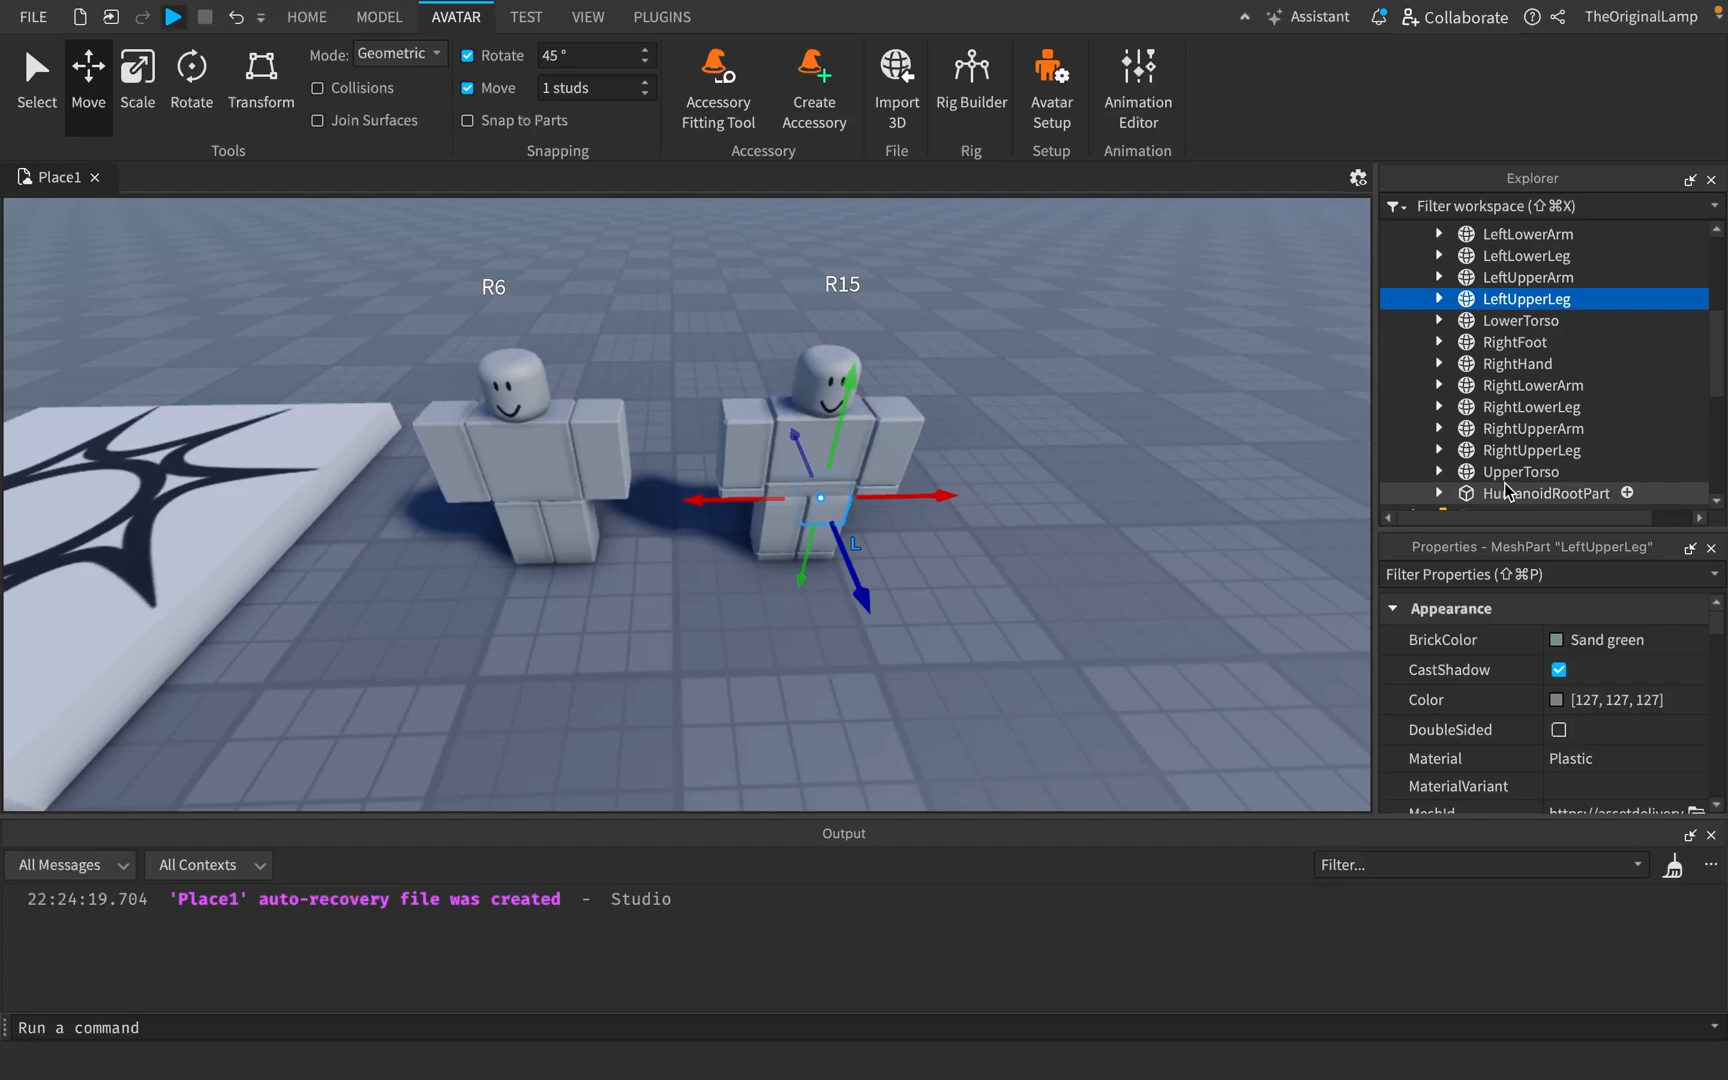 FILE HOME MODEL AVATAR TEST VIEW PLUGINS Assistant Collaborate TheOriginalLamp
Select Move Scale Rotate Transform
Mode: Geometric
Collisions
Join Surfaces
Tools
Rotate 45 °
Move 1 studs
Snap to Parts
Snapping
Accessory
Fitting Tool
Create
Accessory
Accessory
Import
3D
File
Rig Builder
Rig
Avatar
Setup
Setup
Animation
Editor
Animation
Place1
R6
R15
L
Explorer
Filter workspace (⇧⌘X)
LeftLowerArm
LeftLowerLeg
LeftUpperArm
LeftUpperLeg
LowerTorso
RightFoot
RightHand
RightLowerArm
RightLowerLeg
RightUpperArm
RightUpperLeg
UpperTorso
HumanoidRootPart
Properties - MeshPart "LeftUpperLeg"
Filter Properties (⇧⌘P)
Appearance
BrickColor Sand green
CastShadow
Color [127, 127, 127]
DoubleSided
Material Plastic
MaterialVariant
MeshId https://assetdelivery
Output
All Messages All Contexts Filter...
22:24:19.704 'Place1' auto-recovery file was created - Studio
Run a command